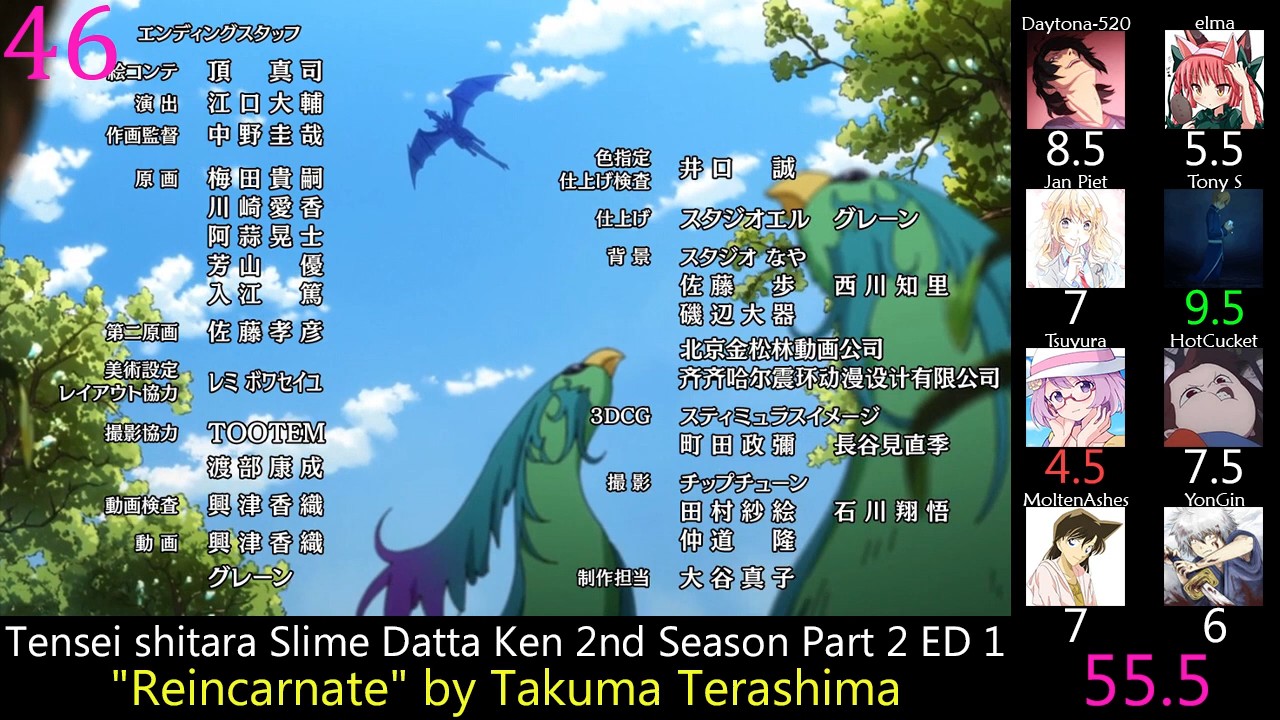 46
エンディングスタッフ
絵コンテ 頂 真司
演出 江口大輔
作画監督 中野圭哉
原画 梅田貴嗣
川崎愛香
阿蒜晃士
芳山 優
入江 篤
第二原画 佐藤孝彦
美術設定
レイアウト協力 レミ ボワセイユ
撮影協力 TOOTEM
渡部康成
動画検査 興津香織
動画 興津香織
グレーン
色指定
仕上げ検査 井口 誠
仕上げ スタジオエル グレーン
背景 スタジオ なや
佐藤 歩 西川知里
磯辺大器
北京金松林動画公司
齐齐哈尔震环动漫设计有限公司
3DCG スティミュラスイメージ
町田政彌 長谷見直季
撮影 チップチューン
田村紗絵 石川翔悟
仲道 隆
制作担当 大谷真子
Daytona-520 elma
8.5 5.5
Jan Piet Tony S
7 9.5
Tsuyura HotCucket
4.5 7.5
MoltenAshes YonGin
7 6
Tensei shitara Slime Datta Ken 2nd Season Part 2 ED 1
"Reincarnate" by Takuma Terashima
55.5